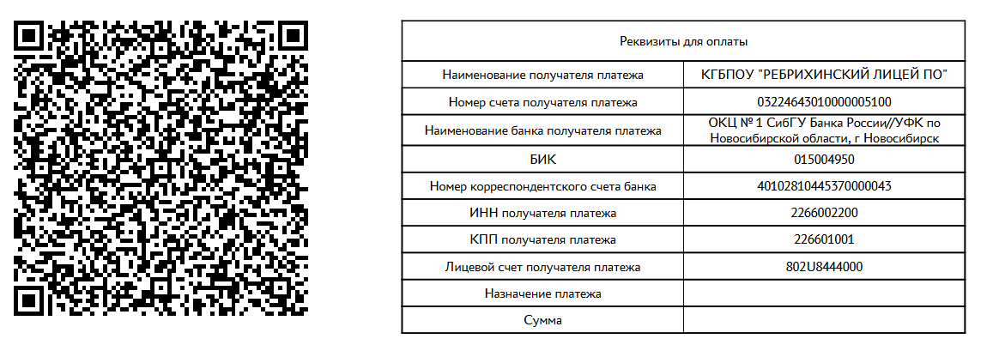 Реквизиты для оплаты
Наименование получателя платежа
КГБПОУ "РЕБРИХИНСКИЙ ЛИЦЕЙ ПО"
Номер счета получателя платежа
03224643010000005100
Наименование банка получателя платежа
ОКЦ № 1 СибГУ Банка России//УФК по
Новосибирской области, г Новосибирск
БИК
015004950
Номер корреспондентского счета банка
40102810445370000043
ИНН получателя платежа
2266002200
КПП получателя платежа
226601001
Лицевой счет получателя платежа
802U8444000
Назначение платежа
Сумма